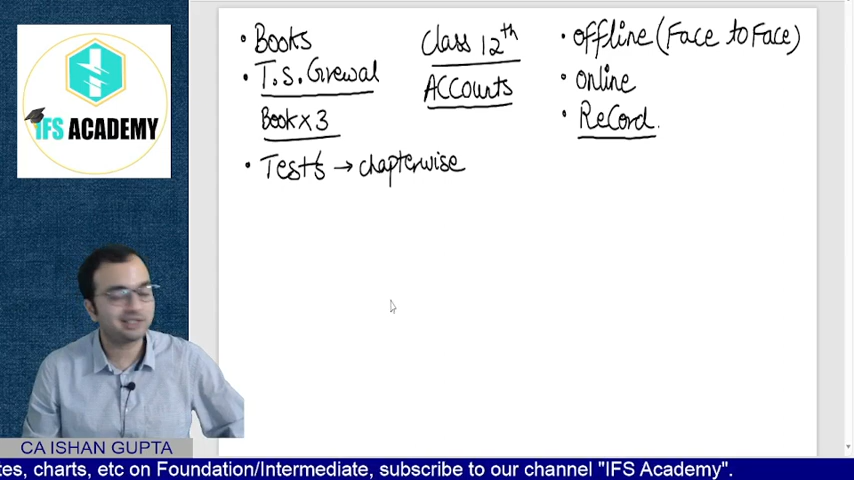 IFS ACADEMY
• Books
• T.S. Grewal
Book x 3
• Tests → chapterwise
Class 12th
Accounts
• offline (Face to Face)
• online
• Record.
CA ISHAN GUPTA
tes, charts, etc on Foundation/Intermediate, subscribe to our channel "IFS Academy".